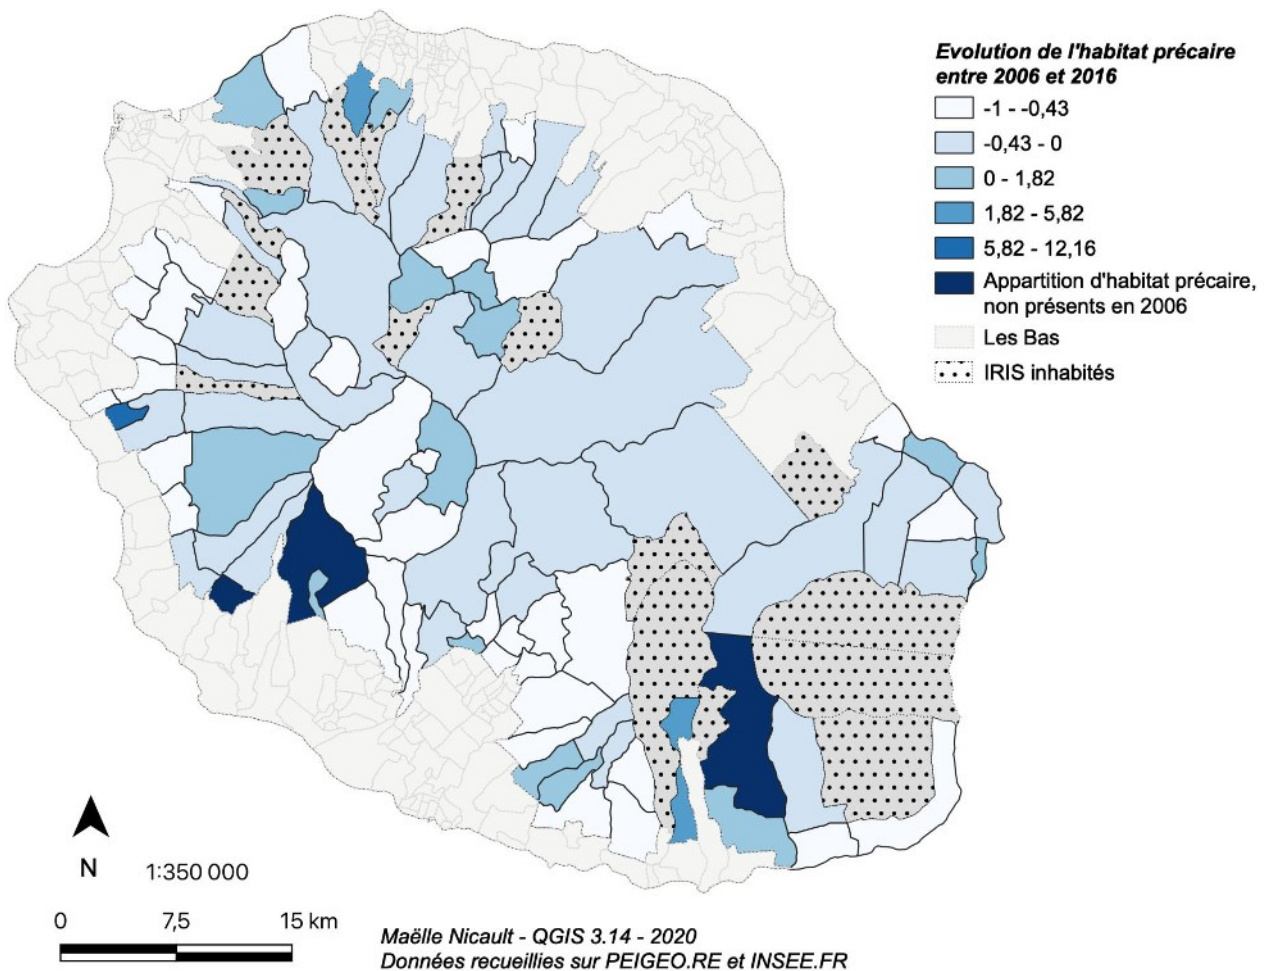 Evolution de l'habitat précaire
entre 2006 et 2016
-1 - -0,43
-0,43 - 0
0 - 1,82
1,82 - 5,82
5,82 - 12,16
Appartition d'habitat précaire,
non présents en 2006
Les Bas
IRIS inhabités
N
1:350 000
0 7,5 15 km
Maëlle Nicault - QGIS 3.14 - 2020
Données recueillies sur PEIGEO.RE et INSEE.FR